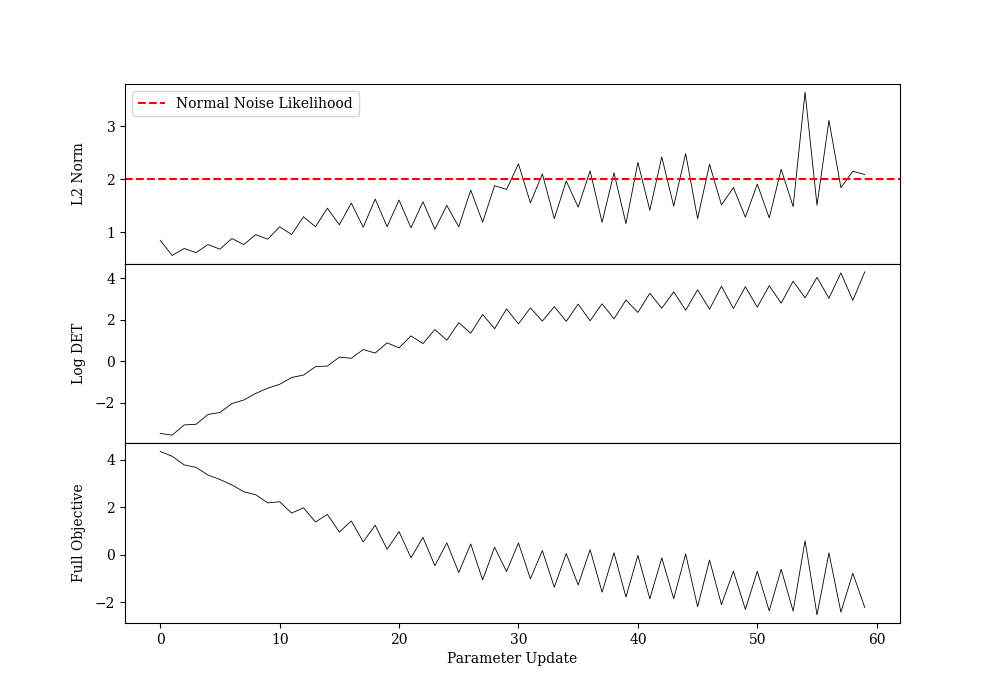 Normal Noise Likelihood
L2 Norm
3
2
1
Log DET
4
2
0
−2
Full Objective
4
2
0
−2
0 10 20 30 40 50 60
Parameter Update